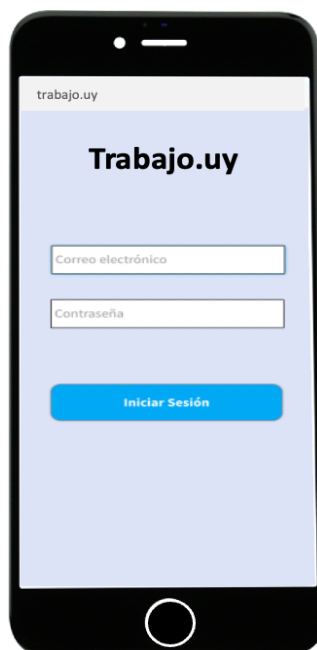 trabajo.uy
Trabajo.uy
Correo electrónico
Contraseña
Iniciar Sesión